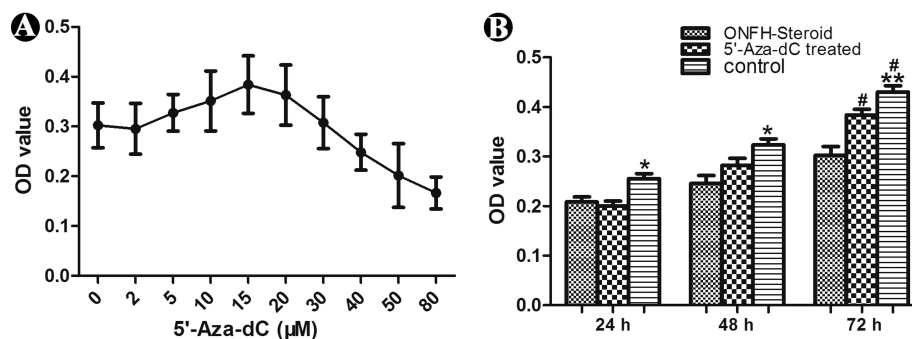 A
0.5
0.4
0.3
0.2
0.1
0.0
OD value
0
2
5
10
15
20
30
40
50
80
5'-Aza-dC (µM)
B
ONFH-Steroid
5'-Aza-dC treated
control
0.5
0.4
0.3
0.2
0.1
0.0
OD value
*
*
#
#
**
24 h
48 h
72 h